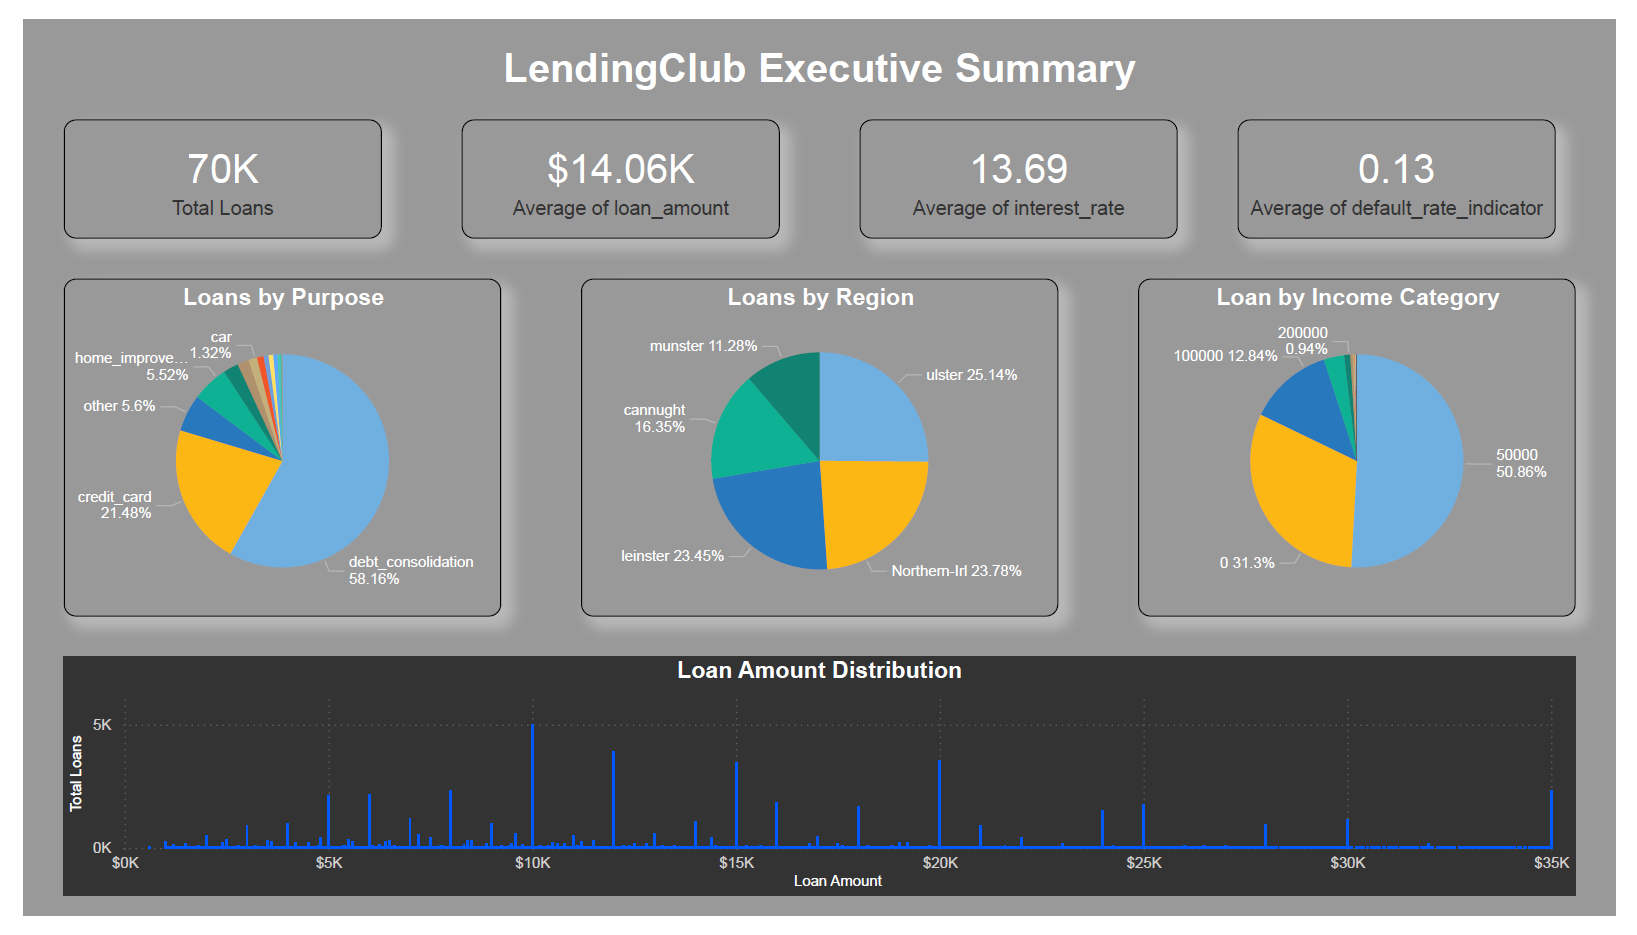 LendingClub Executive Summary
70K
Total Loans
$14.06K
Average of loan_amount
13.69
Average of interest_rate
0.13
Average of default_rate_indicator
Loans by Purpose
car
1.32%
home_improve...
5.52%
other 5.6%
credit_card
21.48%
debt_consolidation
58.16%
Loans by Region
munster 11.28%
ulster 25.14%
cannught
16.35%
leinster 23.45%
Northern-Irl 23.78%
Loan by Income Category
200000
0.94%
100000 12.84%
50000
50.86%
0 31.3%
Loan Amount Distribution
Total Loans
5K
0K
$0K $5K $10K $15K $20K $25K $30K $35K
Loan Amount